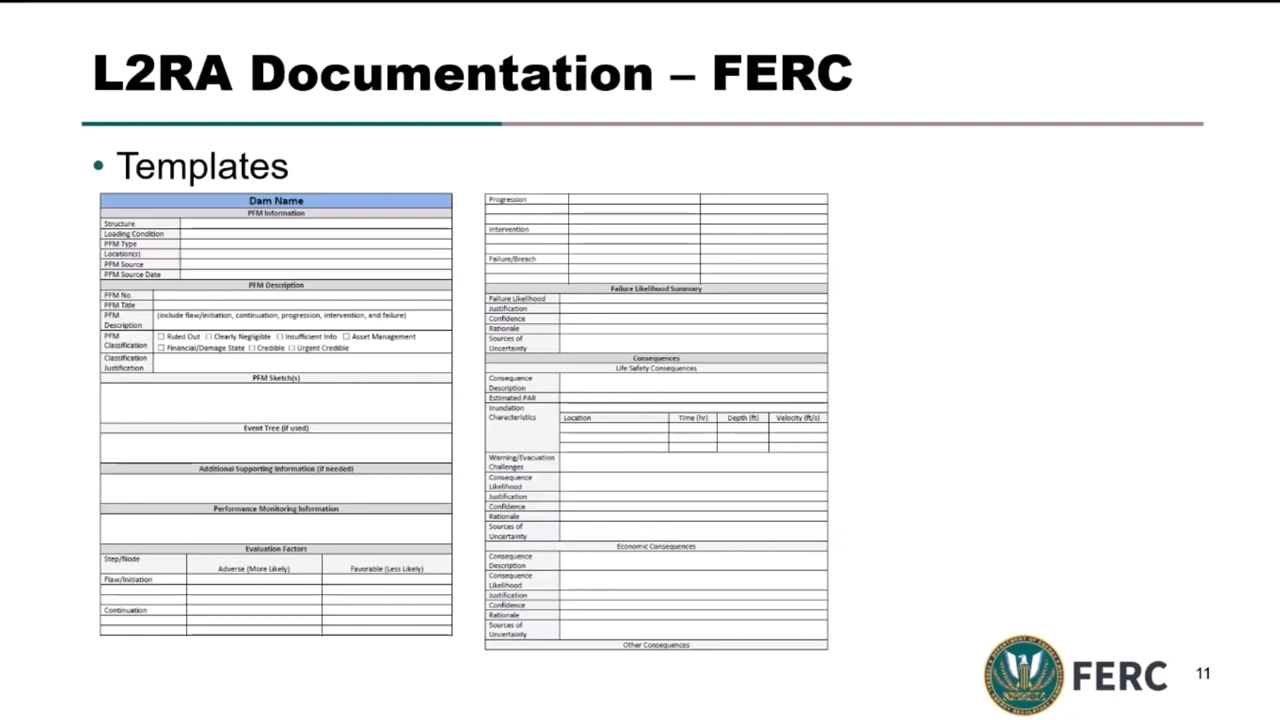 L2RA Documentation – FERC
• Templates
Dam Name
PFM Information
Structure
Loading Condition
PFM Type
Location(s)
PFM Source
PFM Source Date
PFM Description
PFM No.
PFM Title
PFM Description (include flaw/initiation, continuation, progression, intervention, and failure)
PFM Classification
☐ Ruled Out ☐ Clearly Negligible ☐ Insufficient Info ☐ Asset Management
☐ Financial/Damage State ☐ Credible ☐ Urgent Credible
Classification
Justification
PFM Sketch(s)
Event Tree (if used)
Additional Supporting Information (if needed)
Performance Monitoring Information
Evaluation Factors
Step/Node
Adverse (More Likely) Favorable (Less Likely)
Flaw/Initiation
Continuation
Progression
Intervention
Failure/Breach
Failure Likelihood Summary
Failure Likelihood
Justification
Confidence
Rationale
Sources of
Uncertainty
Consequences
Life Safety Consequences
Consequence
Description
Estimated PAR
Inundation
Characteristics Location Time (hr) Depth (ft) Velocity (ft/s)
Warning/Evacuation
Challenges
Consequence
Likelihood
Justification
Confidence
Rationale
Sources of
Uncertainty
Economic Consequences
Consequence
Description
Consequence
Likelihood
Justification
Confidence
Rationale
Sources of
Uncertainty
Other Consequences
FERC
11